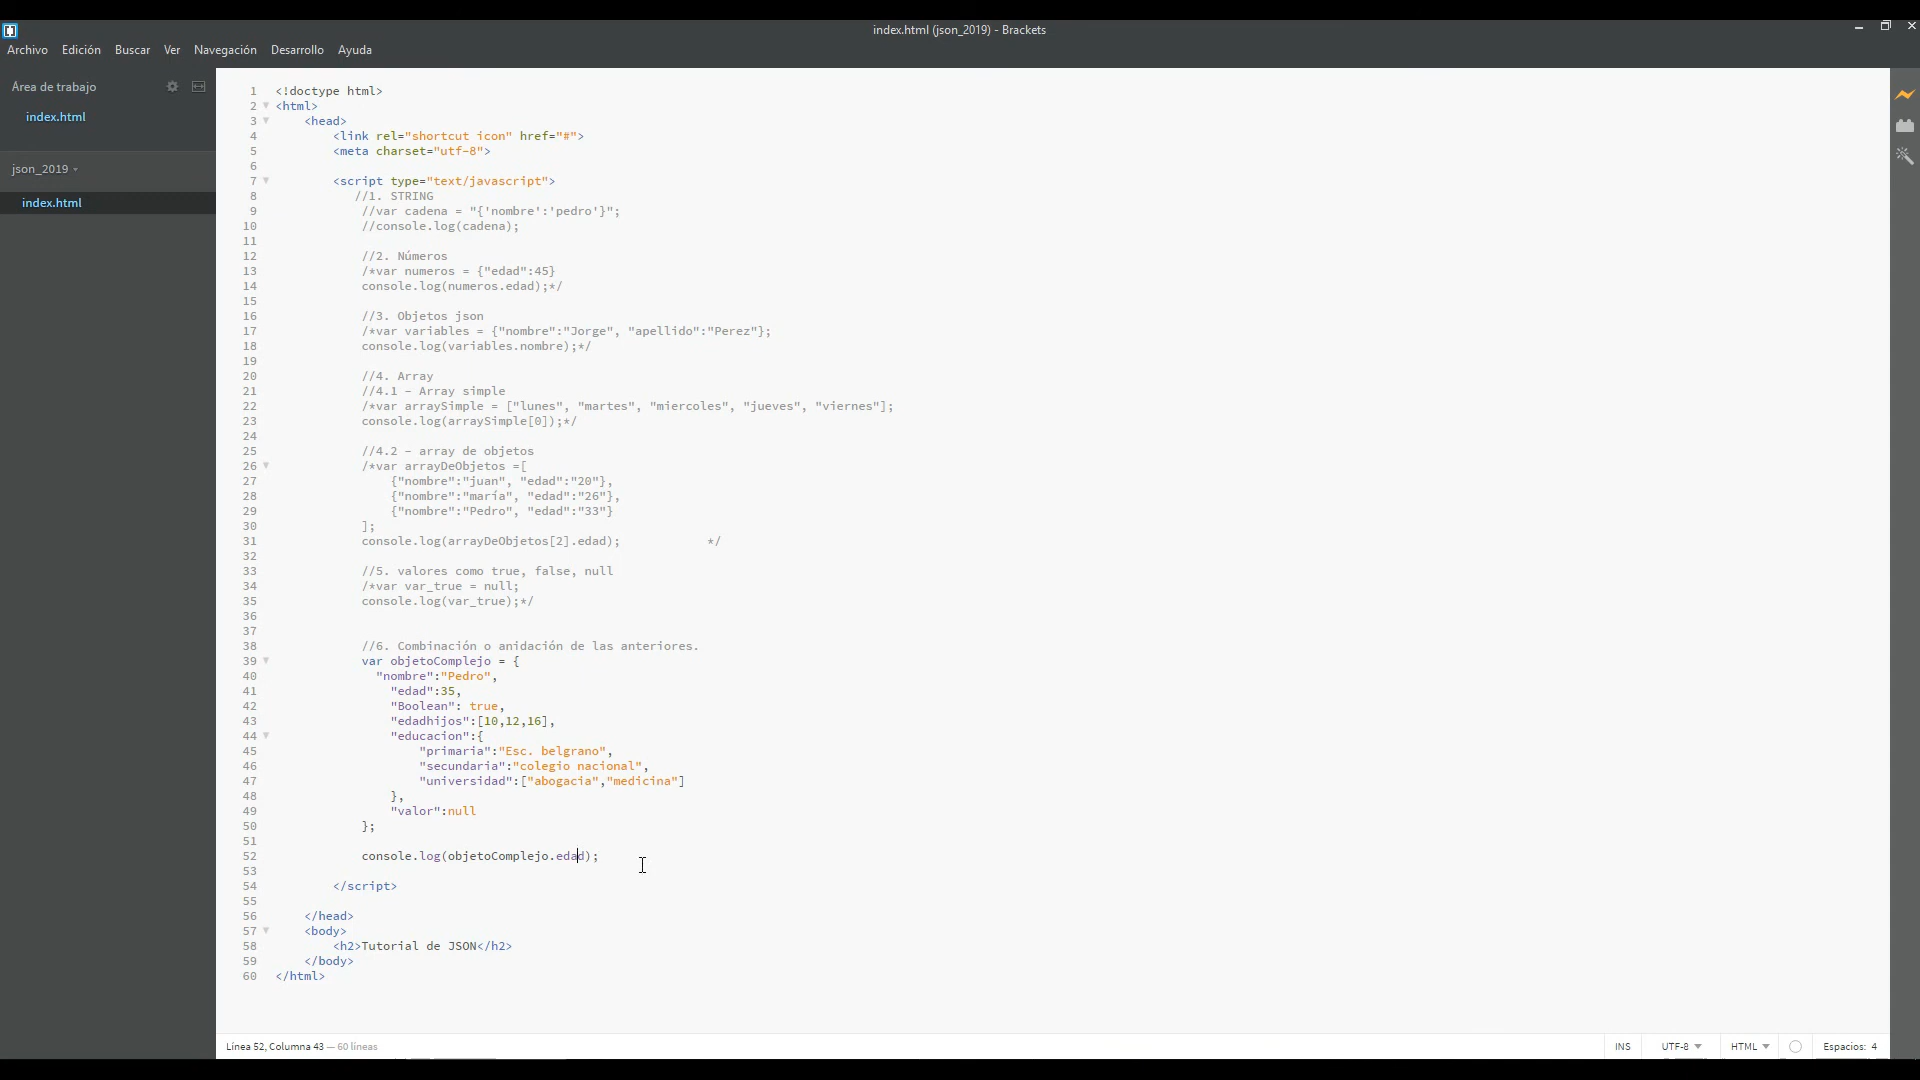 index.html (json_2019) - Brackets
Archivo Edición Buscar Ver Navegación Desarrollo Ayuda
Área de trabajo
index.html
json_2019
index.html
1 <!doctype html>
2 <html>
3 <head>
4 <link rel="shortcut icon" href="#">
5 <meta charset="utf-8">
6
7 <script type="text/javascript">
8 //1. STRING
9 //var cadena = "{'nombre':'pedro'}";
10 //console.log(cadena);
11
12 //2. Números
13 /*var numeros = {"edad":45}
14 console.log(numeros.edad);*/
15
16 //3. Objetos json
17 /*var variables = {"nombre":"Jorge", "apellido":"Perez"};
18 console.log(variables.nombre);*/
19
20 //4. Array
21 //4.1 - Array simple
22 /*var arraySimple = ["lunes", "martes", "miercoles", "jueves", "viernes"];
23 console.log(arraySimple[0]);*/
24
25 //4.2 - array de objetos
26 /*var arrayDeObjetos =[
27 {"nombre":"juan", "edad":"20"},
28 {"nombre":"maría", "edad":"26"},
29 {"nombre":"Pedro", "edad":"33"}
30 ];
31 console.log(arrayDeObjetos[2].edad); */
32
33 //5. valores como true, false, null
34 /*var var_true = null;
35 console.log(var_true);*/
36
37
38 //6. Combinación o anidación de las anteriores.
39 var objetoComplejo = {
40 "nombre":"Pedro",
41 "edad":35,
42 "Boolean": true,
43 "edadhijos":[10,12,16],
44 "educacion":{
45 "primaria":"Esc. belgrano",
46 "secundaria":"colegio nacional",
47 "universidad":["abogacia","medicina"]
48 },
49 "valor":null
50 };
51
52 console.log(objetoComplejo.edad);
53
54 </script>
55
56 </head>
57 <body>
58 <h2>Tutorial de JSON</h2>
59 </body>
60 </html>
Línea 52, Columna 43 — 60 líneas
INS UTF-8 HTML Espacios: 4